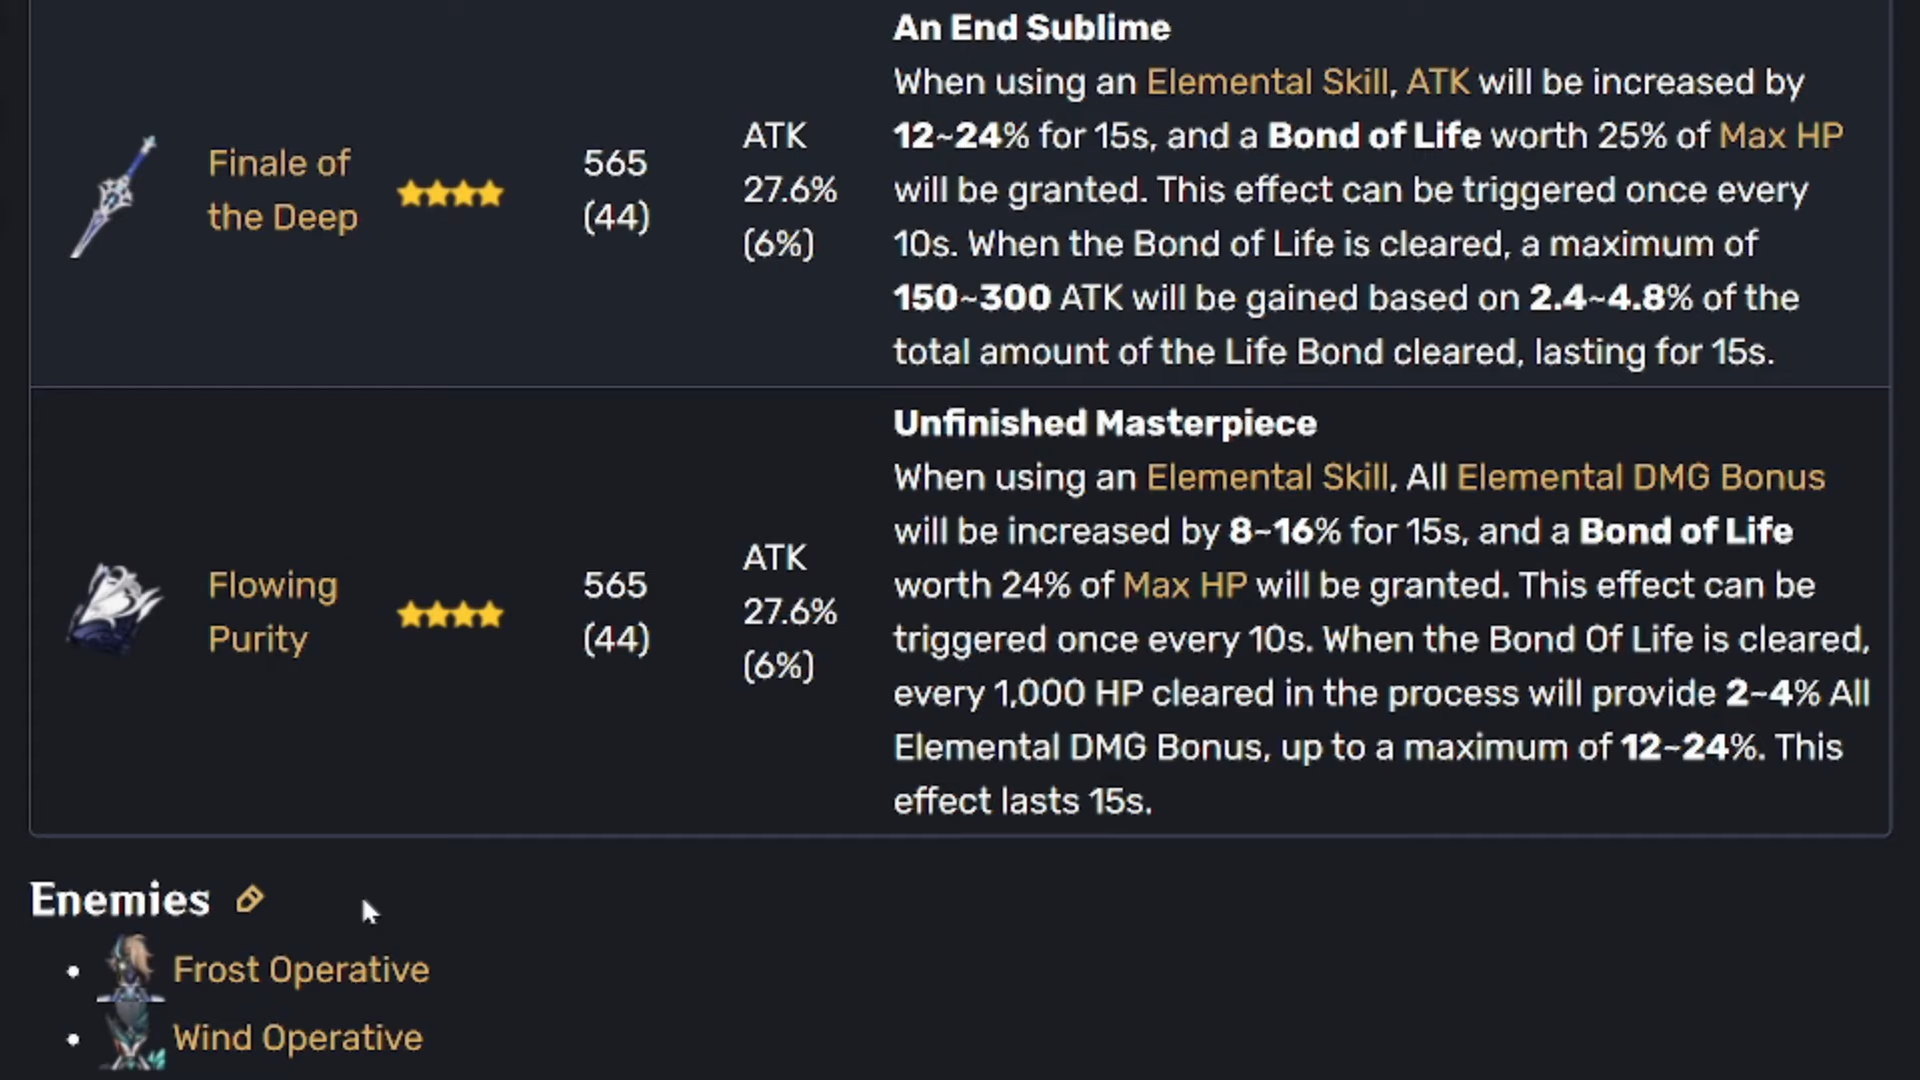 An End Sublime
When using an Elemental Skill, ATK will be increased by
12~24% for 15s, and a Bond of Life worth 25% of Max HP
will be granted. This effect can be triggered once every
10s. When the Bond of Life is cleared, a maximum of
150~300 ATK will be gained based on 2.4~4.8% of the
total amount of the Life Bond cleared, lasting for 15s.
Finale of
the Deep
565
(44)
ATK
27.6%
(6%)
Unfinished Masterpiece
When using an Elemental Skill, All Elemental DMG Bonus
will be increased by 8~16% for 15s, and a Bond of Life
worth 24% of Max HP will be granted. This effect can be
triggered once every 10s. When the Bond Of Life is cleared,
every 1,000 HP cleared in the process will provide 2~4% All
Elemental DMG Bonus, up to a maximum of 12~24%. This
effect lasts 15s.
Flowing
Purity
565
(44)
ATK
27.6%
(6%)
Enemies
Frost Operative
Wind Operative